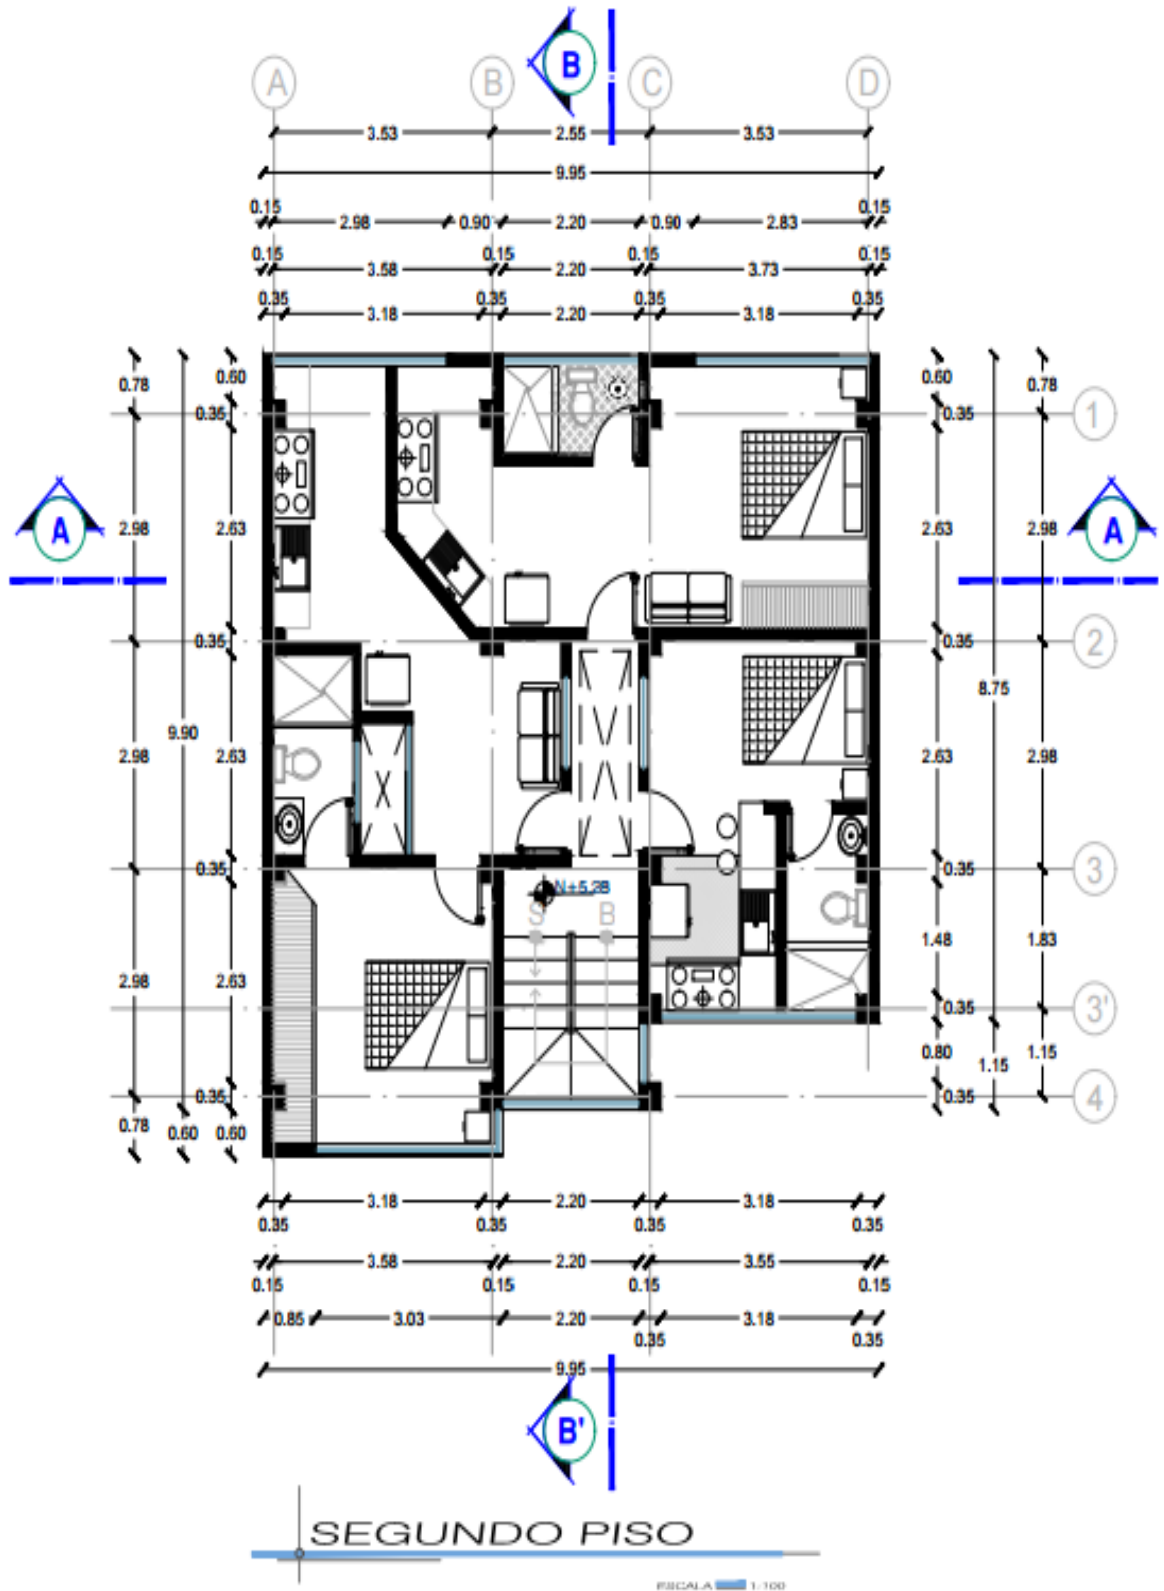 B
A B C D
3.53 2.55 3.53
9.95
0.15 0.15
2.98 0.90 2.20 0.90 2.83
0.15 0.15 0.15 0.15
3.58 2.20 3.73
0.35 0.35 0.35 0.35
3.18 2.20 3.18
0.78 0.60 0.60 0.78
0.35 0.35 1
A 2.98 2.63 2.63 2.98 A
0.35 0.35 2
8.75
9.90
2.98 2.63 2.63 2.98
0.35 0.35 3
N+5.28
S B
1.48 1.83
2.98 2.63
0.35 3'
0.80 1.15 1.15
0.35 0.35 4
0.78 0.60 0.60
3.18 2.20 3.18
0.35 0.35 0.35 0.35
3.58 2.20 3.55
0.15 0.15 0.15 0.15
0.85 3.03 2.20 3.18
0.35 0.35
9.95
B'
SEGUNDO PISO
ESCALA 1:100